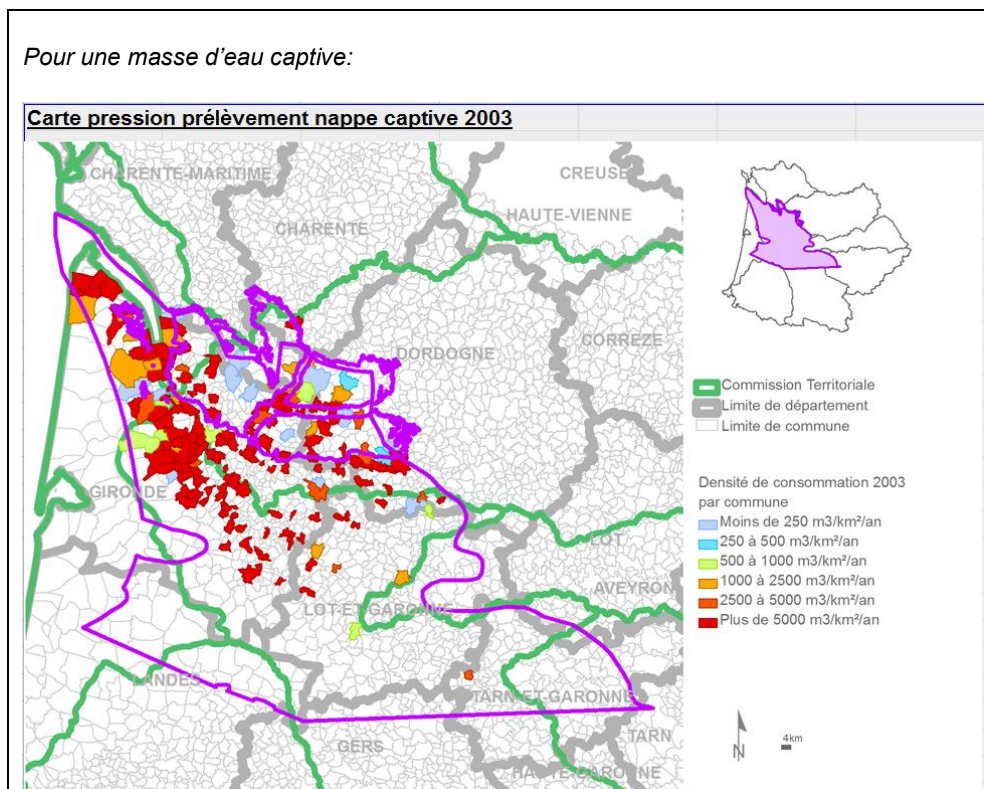 Pour une masse d'eau captive:
Carte pression prélèvement nappe captive 2003
CHARENTE-MARITIME
CREUSE
HAUTE-VIENNE
CHARENTE
CORREZE
DORDOGNE
Commission Territoriale
Limite de département
Limite de commune
GIRONDE
Densité de consommation 2003
par commune
Moins de 250 m3/km²/an
250 à 500 m3/km²/an
500 à 1000 m3/km²/an
1000 à 2500 m3/km²/an
2500 à 5000 m3/km²/an
Plus de 5000 m3/km²/an
LOT
AVEYRON
LOT-ET-GARONNE
LANDES
TARN-ET-GARONNE
TARN
GERS
HAUTE-GARONNE
N
4km